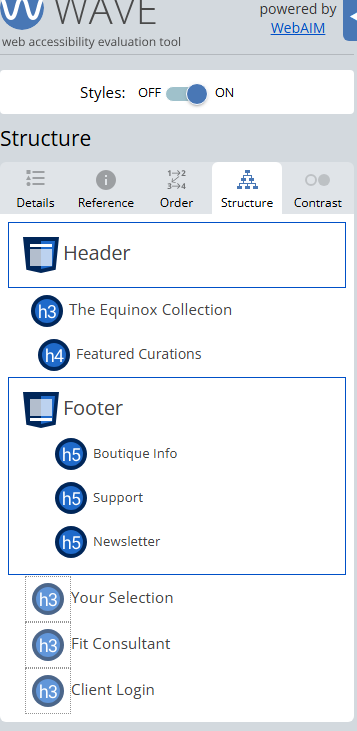 WAVE
powered by
WebAIM
web accessibility evaluation tool
Styles: OFF ON
Structure
Details Reference Order Structure Contrast
Header
h3 The Equinox Collection
h4 Featured Curations
Footer
h5 Boutique Info
h5 Support
h5 Newsletter
h3 Your Selection
h3 Fit Consultant
h3 Client Login